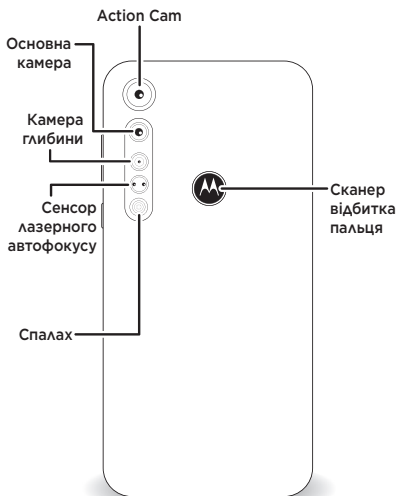 Action Cam
Основна
камера
Камера
глибини
Сенсор
лазерного
автофокусу
Спалах
Сканер
відбитка
пальця